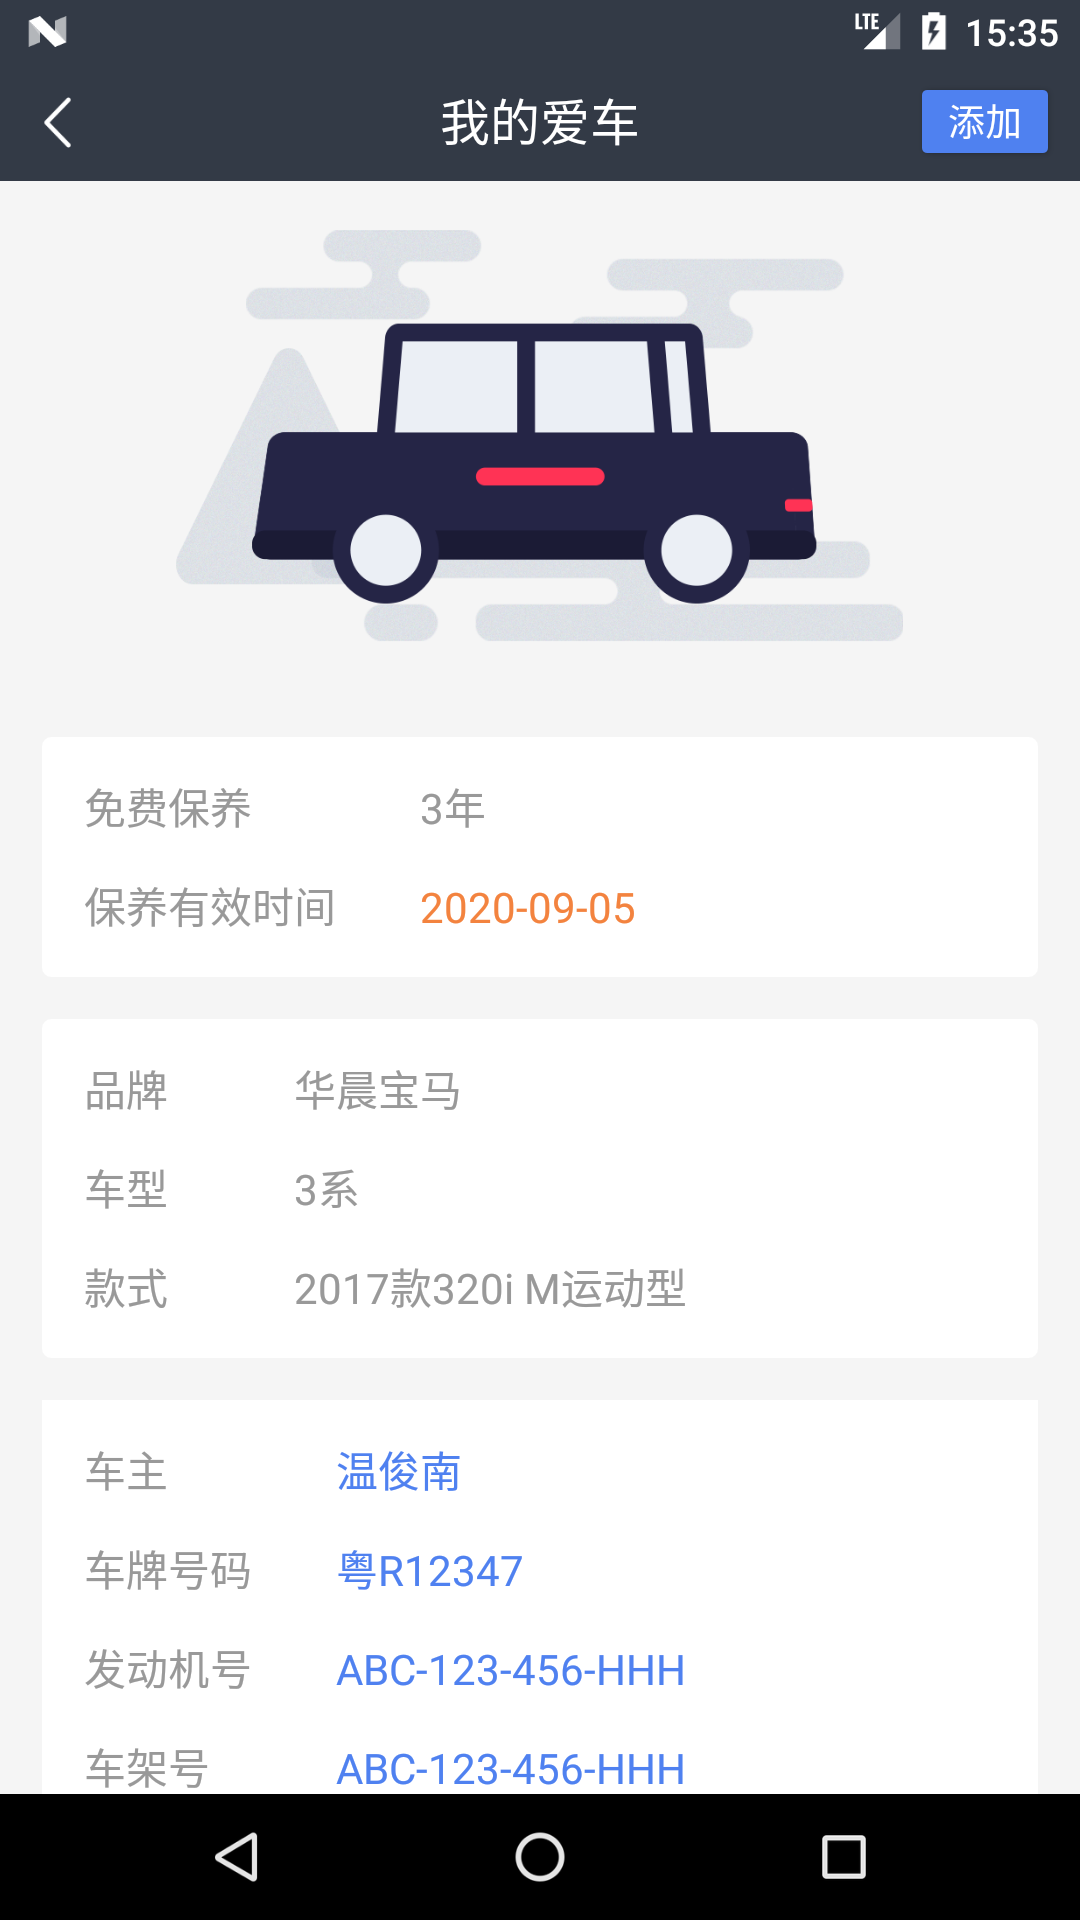 LTE 15:35
我的爱车 添加
免费保养 3年
保养有效时间 2020-09-05
品牌 华晨宝马
车型 3系
款式 2017款320i M运动型
车主 温俊南
车牌号码 粤R12347
发动机号 ABC-123-456-HHH
车架号 ABC-123-456-HHH